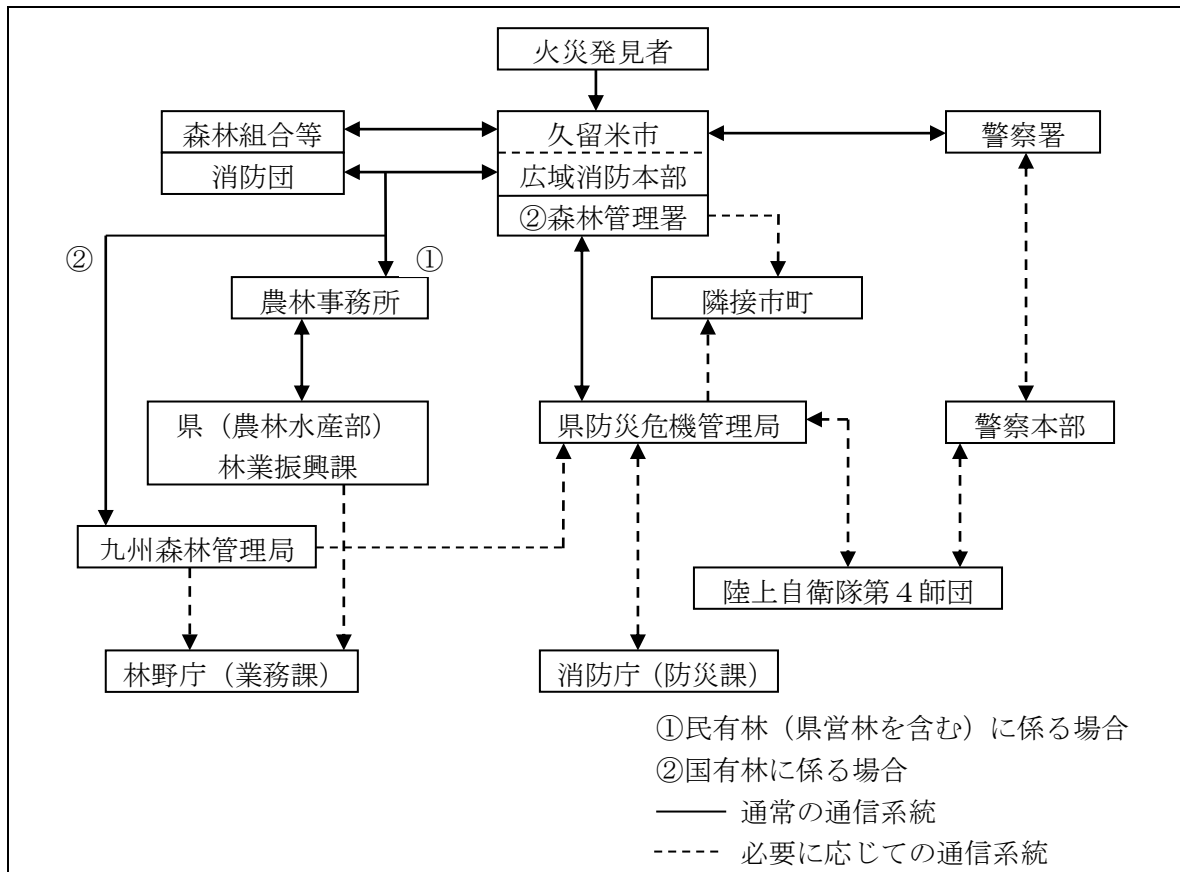 火災発見者
森林組合等
久留米市
警察署
消防団
広域消防本部
②森林管理署
②
①
農林事務所
隣接市町
県（農林水産部）
林業振興課
県防災危機管理局
警察本部
九州森林管理局
陸上自衛隊第４師団
林野庁（業務課）
消防庁（防災課）
①民有林（県営林を含む）に係る場合
②国有林に係る場合
通常の通信系統
必要に応じての通信系統